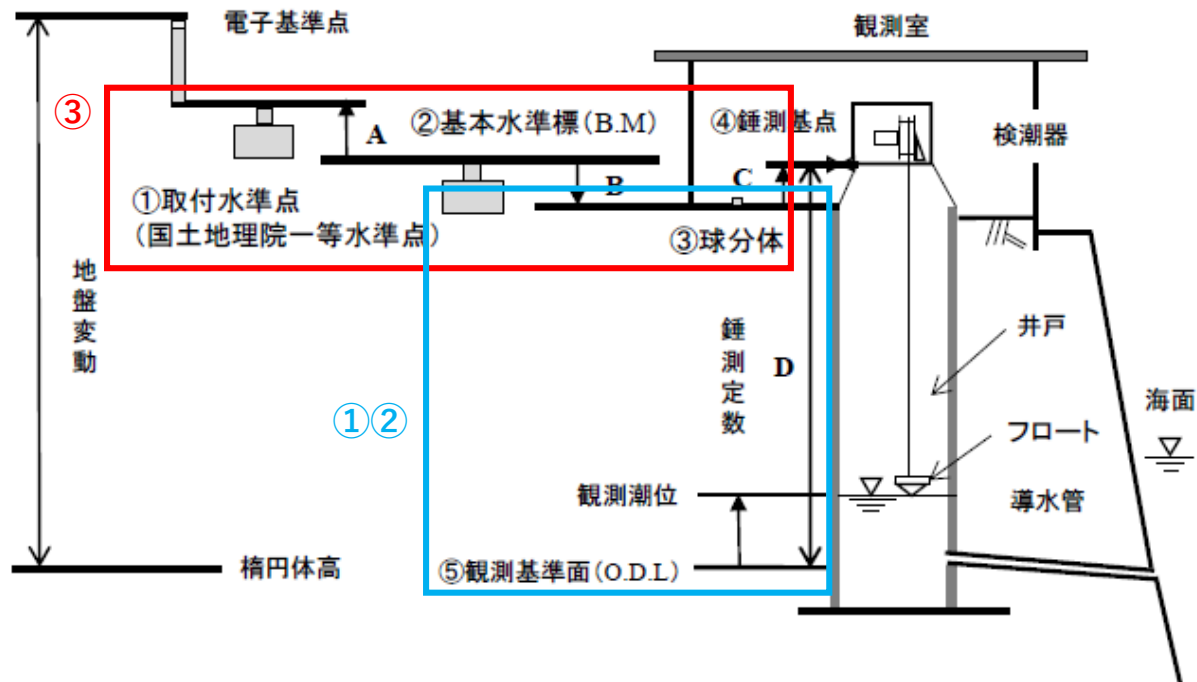 電子基準点
観測室
③
A
②基本水準標(B.M)
④錘測基点
検潮器
B
C
①取付水準点
(国土地理院一等水準点)
③球分体
地盤変動
錘測定数
D
井戸
①②
海面
フロート
観測潮位
導水管
楕円体高
⑤観測基準面(O.D.L)